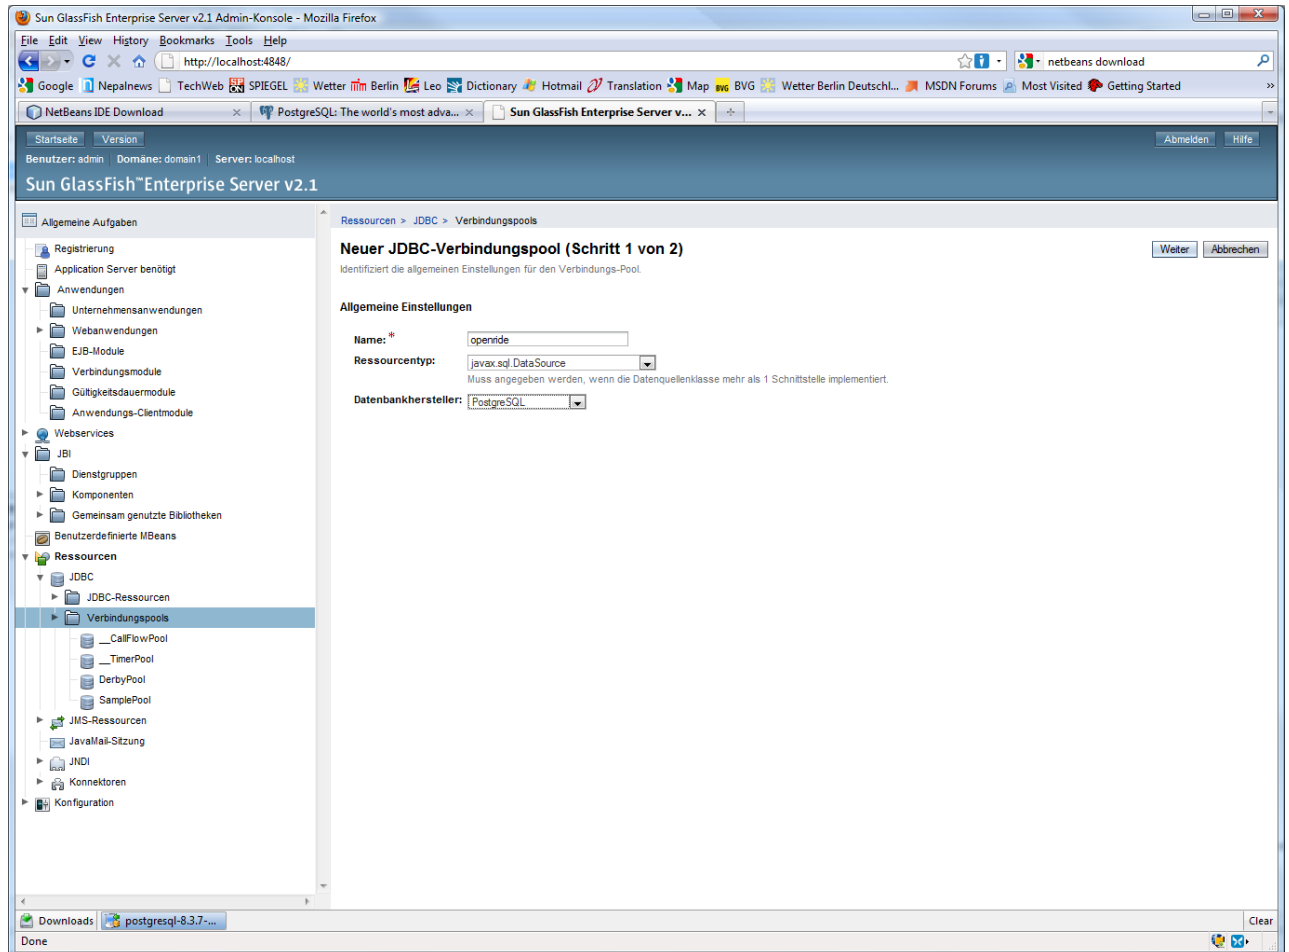 Sun GlassFish Enterprise Server v2.1 Admin-Konsole - Mozilla Firefox
File Edit View History Bookmarks Tools Help
http://localhost:4848/
netbeans download
Google Nepalnews TechWeb SPIEGEL Wetter Berlin Leo Dictionary Hotmail Translation Map BVG Wetter Berlin Deutschl... MSDN Forums Most Visited Getting Started »
NetBeans IDE Download
PostgreSQL: The world's most adva...
Sun GlassFish Enterprise Server v...
Startseite Version
Abmelden Hilfe
Benutzer: admin Domäne: domain1 Server: localhost
Sun GlassFish™ Enterprise Server v2.1
Allgemeine Aufgaben
Registrierung
Application Server benötigt
Anwendungen
Unternehmensanwendungen
Webanwendungen
EJB-Module
Verbindungsmodule
Gültigkeitsdauermodule
Anwendungs-Clientmodule
Webservices
JBI
Dienstgruppen
Komponenten
Gemeinsam genutzte Bibliotheken
Benutzerdefinierte MBeans
Ressourcen
JDBC
JDBC-Ressourcen
Verbindungspools
__CallFlowPool
__TimerPool
DerbyPool
SamplePool
JMS-Ressourcen
JavaMail-Sitzung
JNDI
Konnektoren
Konfiguration
Ressourcen > JDBC > Verbindungspools
Neuer JDBC-Verbindungspool (Schritt 1 von 2)
Weiter Abbrechen
Identifiziert die allgemeinen Einstellungen für den Verbindungs-Pool.
Allgemeine Einstellungen
Name: * openride
Ressourcentyp: javax.sql.DataSource
Muss angegeben werden, wenn die Datenquellenklasse mehr als 1 Schnittstelle implementiert.
Datenbankhersteller: PostgreSQL
Downloads postgresql-8.3.7-... Clear
Done